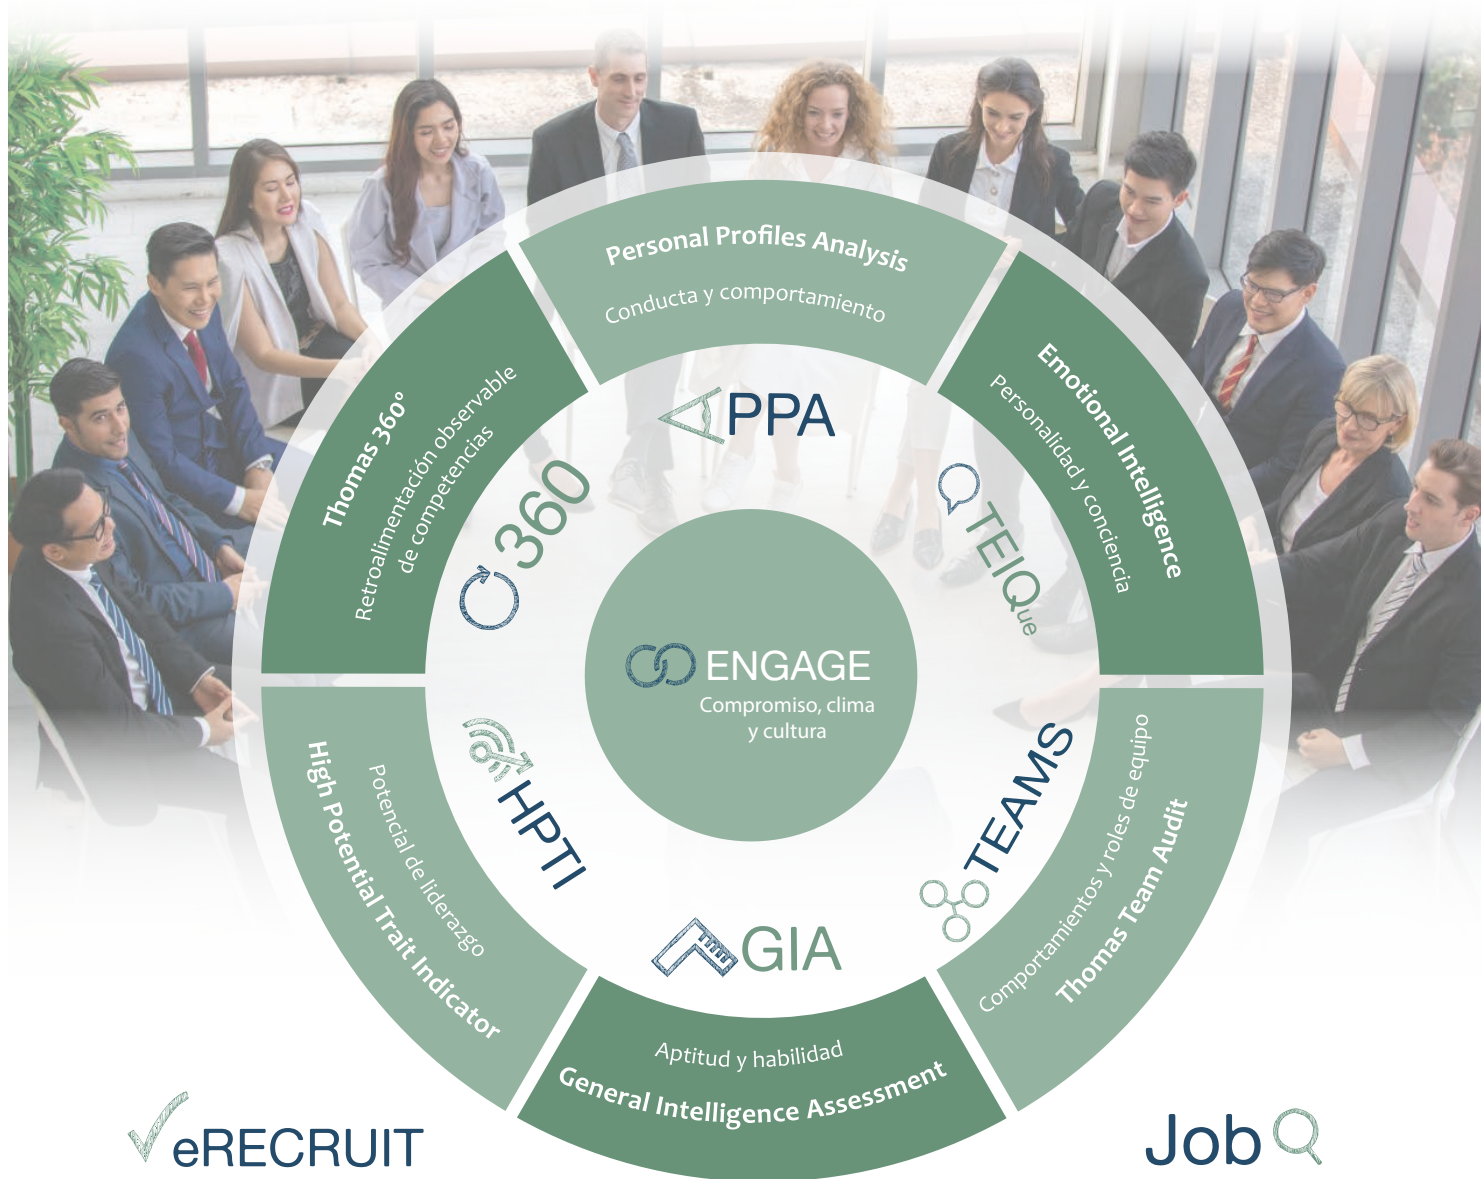 Personal Profiles Analysis
Conducta y comportamiento
PPA
Emotional Intelligence
Personalidad y conciencia
TEIQue
Thomas 360°
Retroalimentación observable
de competencias
360
ENGAGE
Compromiso, clima
y cultura
TEAMS
Comportamientos y roles de equipo
Thomas Team Audit
HPTI
Potencial de liderazgo
High Potential Trait Indicator
GIA
Aptitud y habilidad
General Intelligence Assessment
eRECRUIT
Job